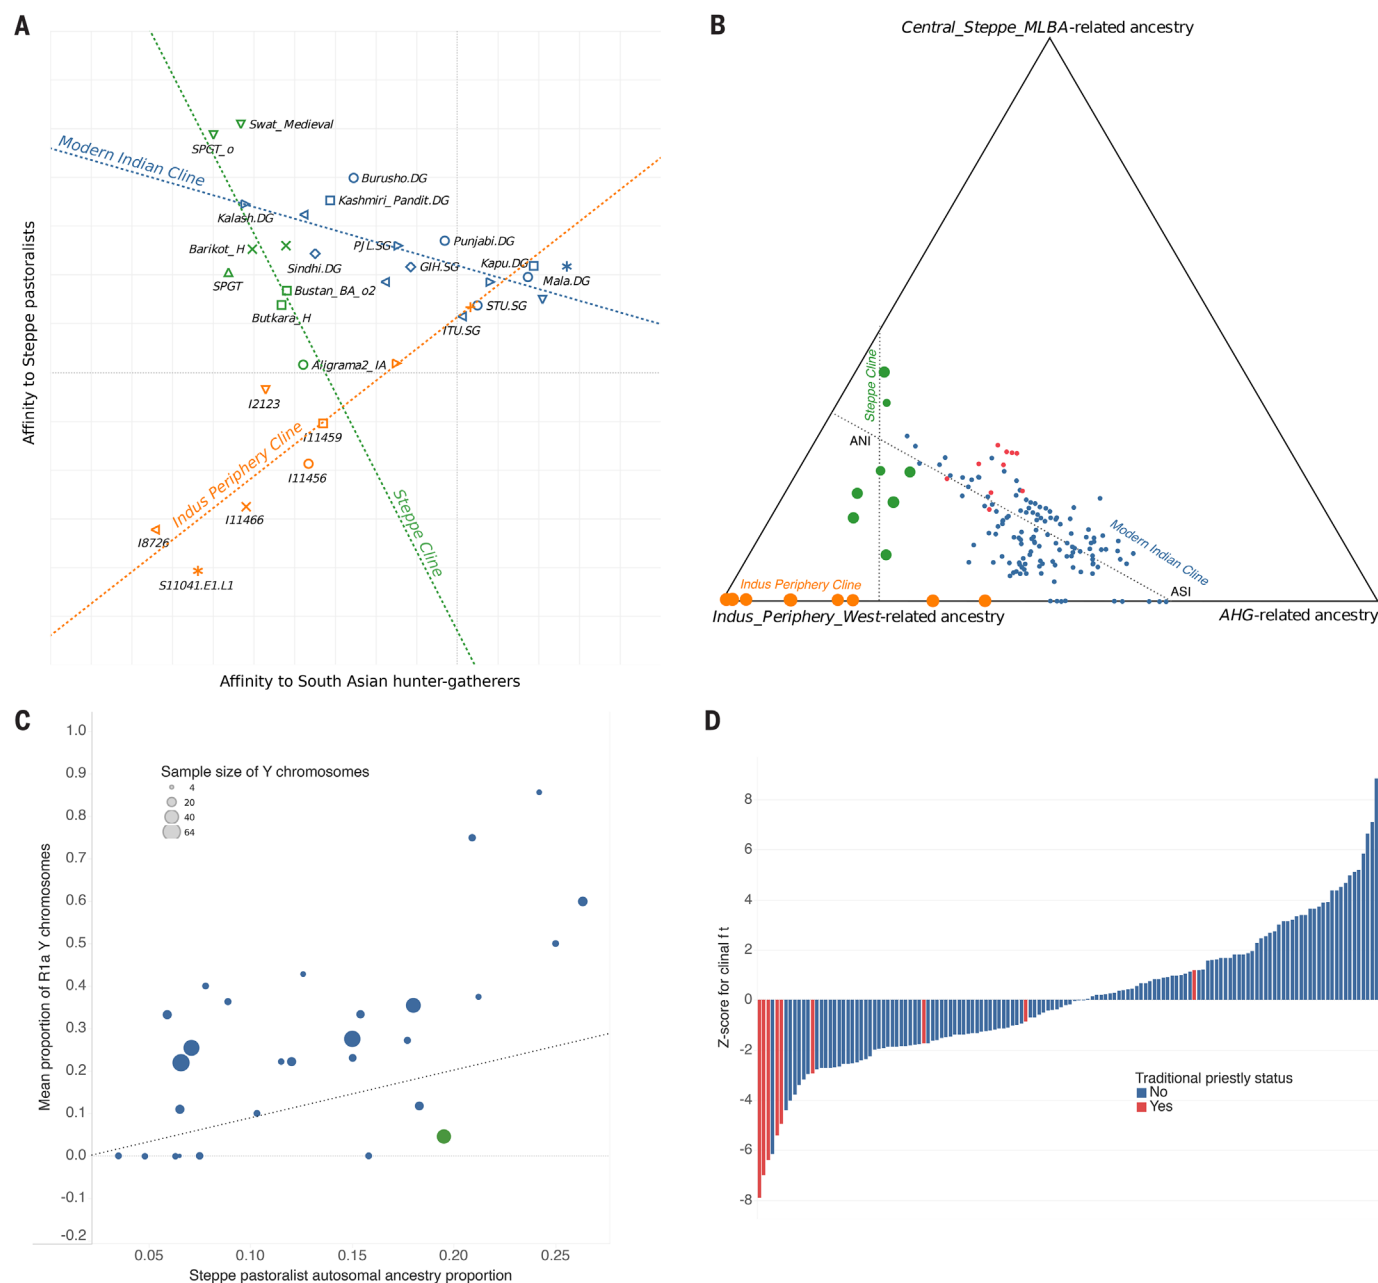 A
Swat_Medieval
SPGT_o
Modern Indian Cline
Burusho.DG
Kashmiri_Pandit.DG
Kalash.DG
Barikot_H
PJL.SG
Punjabi.DG
Sindhi.DG
GIH.SG
Kapu.DG
Mala.DG
SPGT
Bustan_BA_o2
Butkara_H
STU.SG
ITU.SG
Aligrama2_IA
I2123
I11459
I11456
Indus Periphery Cline
Steppe Cline
I11466
I8726
S11041.E1.L1
Affinity to Steppe pastoralists
Affinity to South Asian hunter-gatherers
B
Central_Steppe_MLBA-related ancestry
Steppe Cline
ANI
Modern Indian Cline
ASI
Indus Periphery Cline
Indus_Periphery_West-related ancestry
AHG-related ancestry
C
1.0
0.9
0.8
0.7
0.6
0.5
0.4
0.3
0.2
0.1
0.0
-0.1
-0.2
Mean proportion of R1a Y chromosomes
Sample size of Y chromosomes
4
20
40
64
0.05 0.10 0.15 0.20 0.25
Steppe pastoralist autosomal ancestry proportion
D
8
6
4
2
0
-2
-4
-6
-8
Z-score for clinal f t
Traditional priestly status
No
Yes